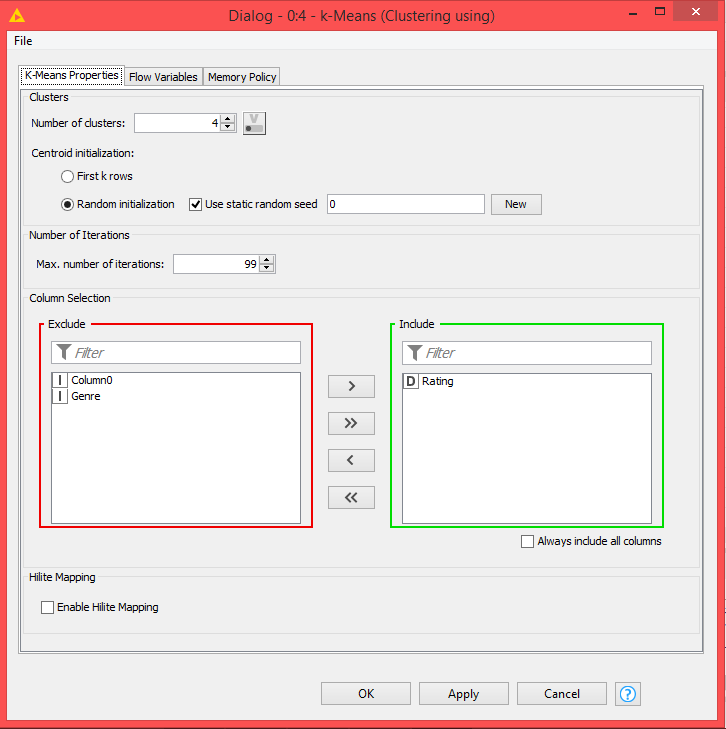 Dialog - 0:4 - k-Means (Clustering using)
File
K-Means Properties Flow Variables Memory Policy
Clusters
Number of clusters: 4 V
Centroid initialization:
First k rows
Random initialization Use static random seed 0 New
Number of Iterations
Max. number of iterations: 99
Column Selection
Exclude Include
Filter Filter
I Column0 D Rating
I Genre
> 
>>
<
<<
Always include all columns
Hilite Mapping
Enable Hilite Mapping
OK Apply Cancel ?